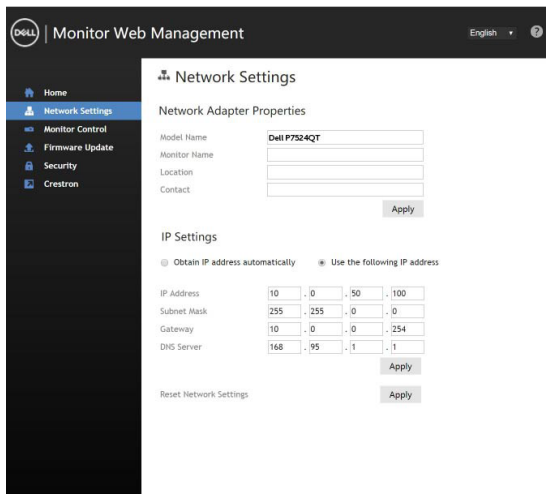 DELL | Monitor Web Management
English
?
Home
Network Settings
Monitor Control
Firmware Update
Security
Crestron
Network Settings
Network Adapter Properties
Model Name Dell P7524QT
Monitor Name
Location
Contact
Apply
IP Settings
Obtain IP address automatically Use the following IP address
IP Address 10 . 0 . 50 . 100
Subnet Mask 255 . 255 . 0 . 0
Gateway 10 . 0 . 0 . 254
DNS Server 168 . 95 . 1 . 1
Apply
Reset Network Settings Apply